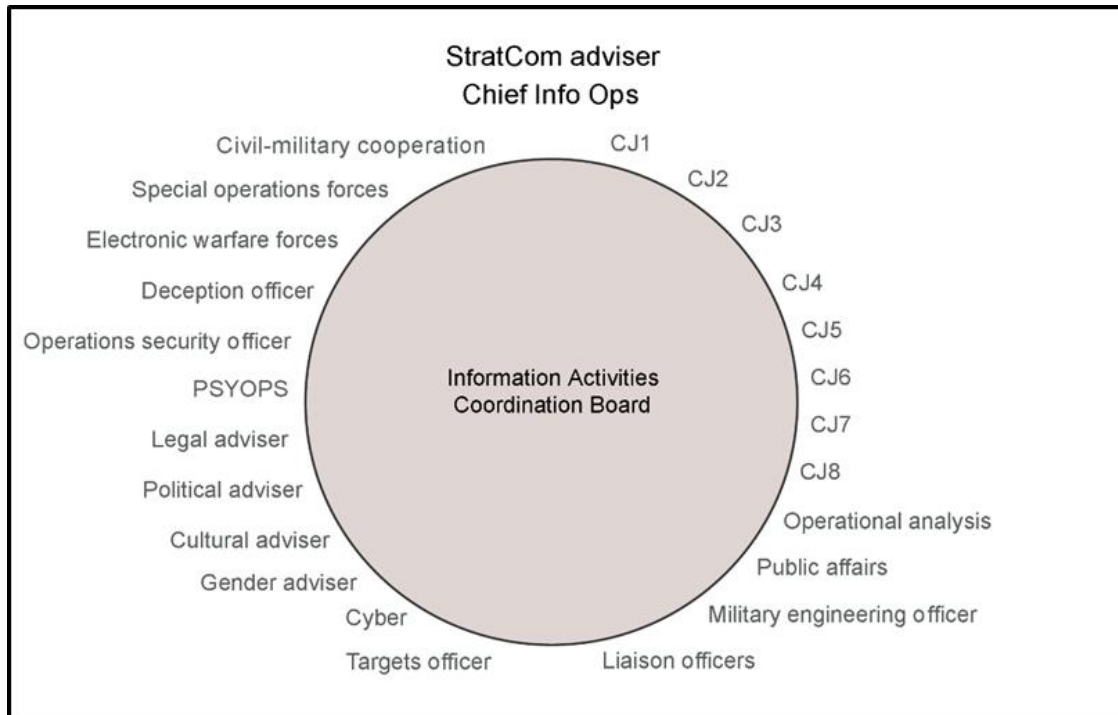 StratCom adviser
Chief Info Ops
Civil-military cooperation
Special operations forces
Electronic warfare forces
Deception officer
Operations security officer
PSYOPS
Legal adviser
Political adviser
Cultural adviser
Gender adviser
Cyber
Targets officer
CJ1
CJ2
CJ3
CJ4
CJ5
CJ6
CJ7
CJ8
Operational analysis
Public affairs
Military engineering officer
Liaison officers
Information Activities
Coordination Board